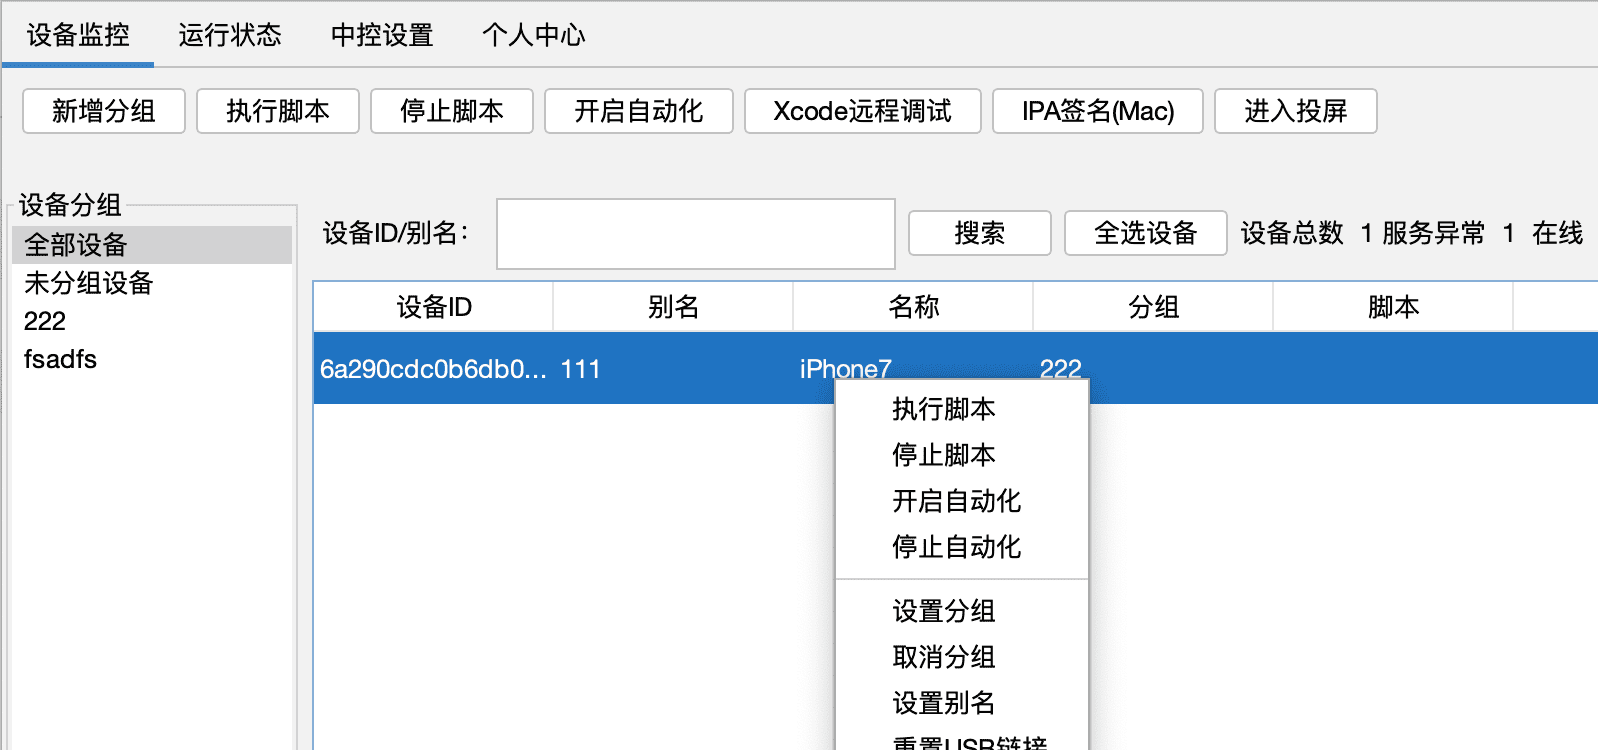 设备监控 运行状态 中控设置 个人中心
新增分组 执行脚本 停止脚本 开启自动化 Xcode远程调试 IPA签名(Mac) 进入投屏
设备分组
全部设备
未分组设备
222
fsadfs
设备ID/别名: 搜索 全选设备 设备总数 1 服务异常 1 在线
设备ID 别名 名称 分组 脚本
6a290cdc0b6db0... 111 iPhone7 222
执行脚本
停止脚本
开启自动化
停止自动化
设置分组
取消分组
设置别名
重置USB链接